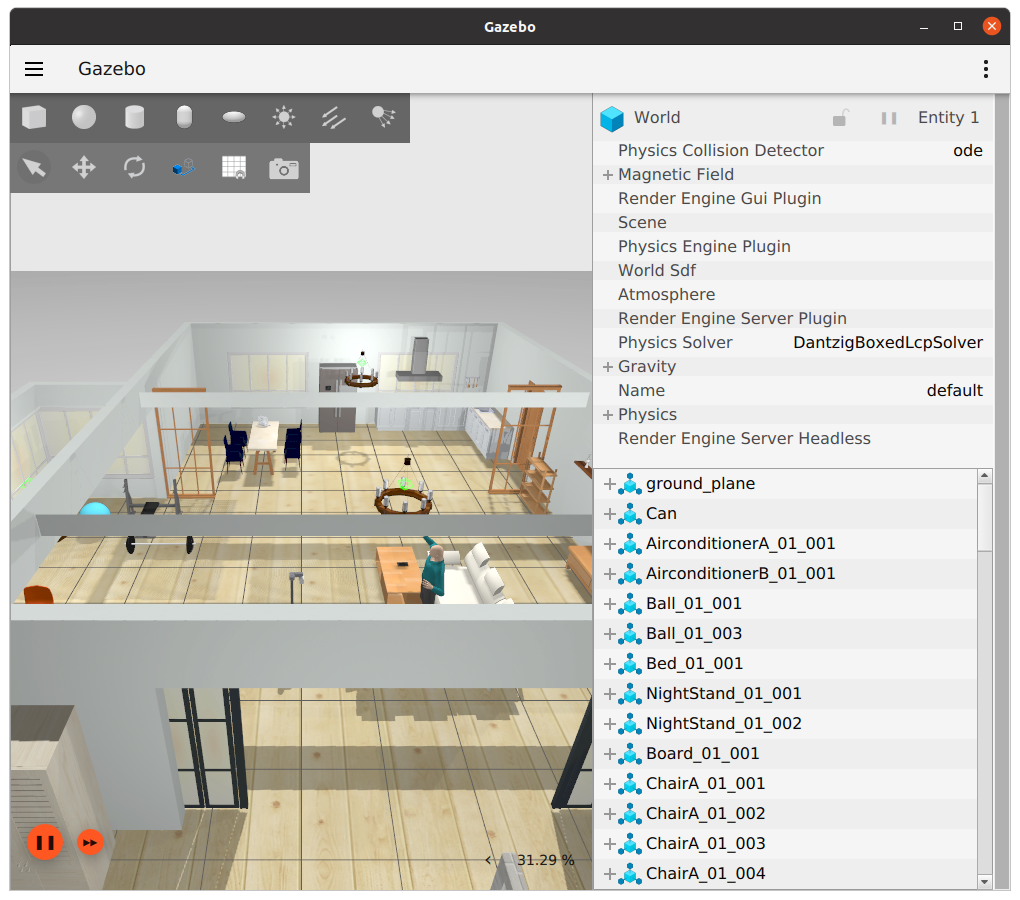 Gazebo
Gazebo
World Entity 1
Physics Collision Detector ode
Magnetic Field
Render Engine Gui Plugin
Scene
Physics Engine Plugin
World Sdf
Atmosphere
Render Engine Server Plugin
Physics Solver DantzigBoxedLcpSolver
Gravity
Name default
Physics
Render Engine Server Headless
ground_plane
Can
AirconditionerA_01_001
AirconditionerB_01_001
Ball_01_001
Ball_01_003
Bed_01_001
NightStand_01_001
NightStand_01_002
Board_01_001
ChairA_01_001
ChairA_01_002
ChairA_01_003
ChairA_01_004
31.29 %